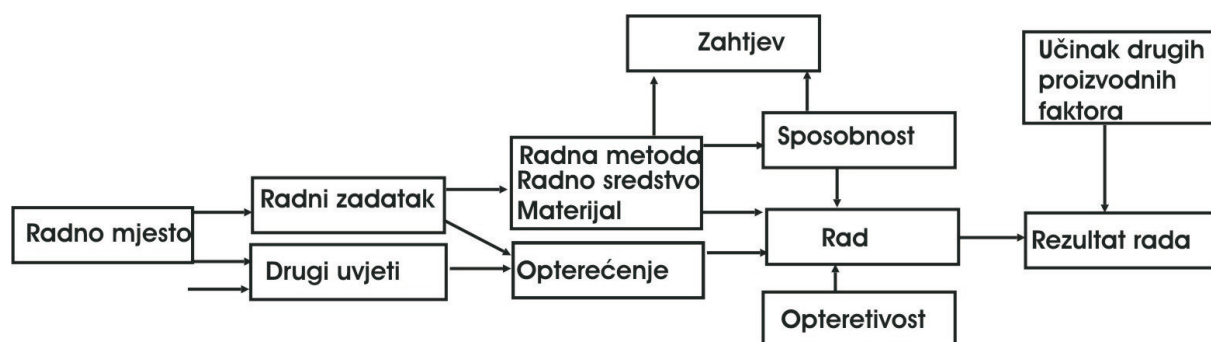 Zahtjev
Učinak drugih
proizvodnih
faktora
Sposobnost
Radna metoda
Radno sredstvo
Materijal
Radni zadatak
Radno mjesto
Rad
Rezultat rada
Drugi uvjeti
Opterećenje
Opteretivost